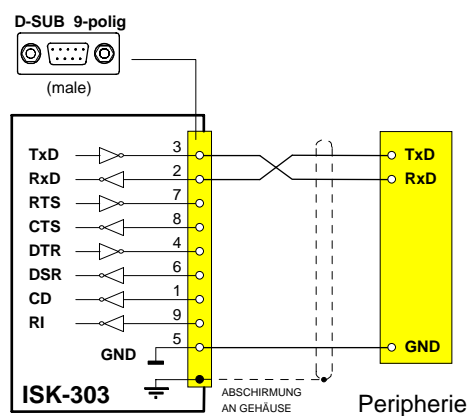 D-SUB 9-polig
(male)
TxD 3 TxD
RxD 2 RxD
RTS 7
CTS 8
DTR 4
DSR 6
CD 1
RI 9
GND 5 GND
ISK-303
ABSCHIRMUNG
AN GEHÄUSE
Peripherie